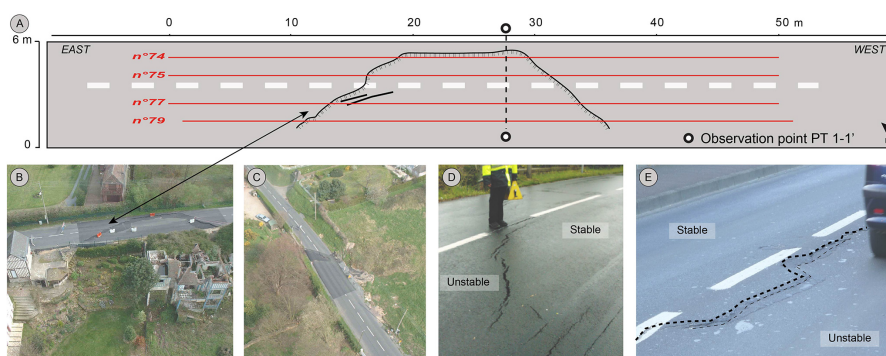 A
0 10 20 30 40 50 m
6 m
EAST
WEST
n°74
n°75
n°77
n°79
0
Observation point PT 1-1'
B
C
D
Stable
Unstable
E
Stable
Unstable